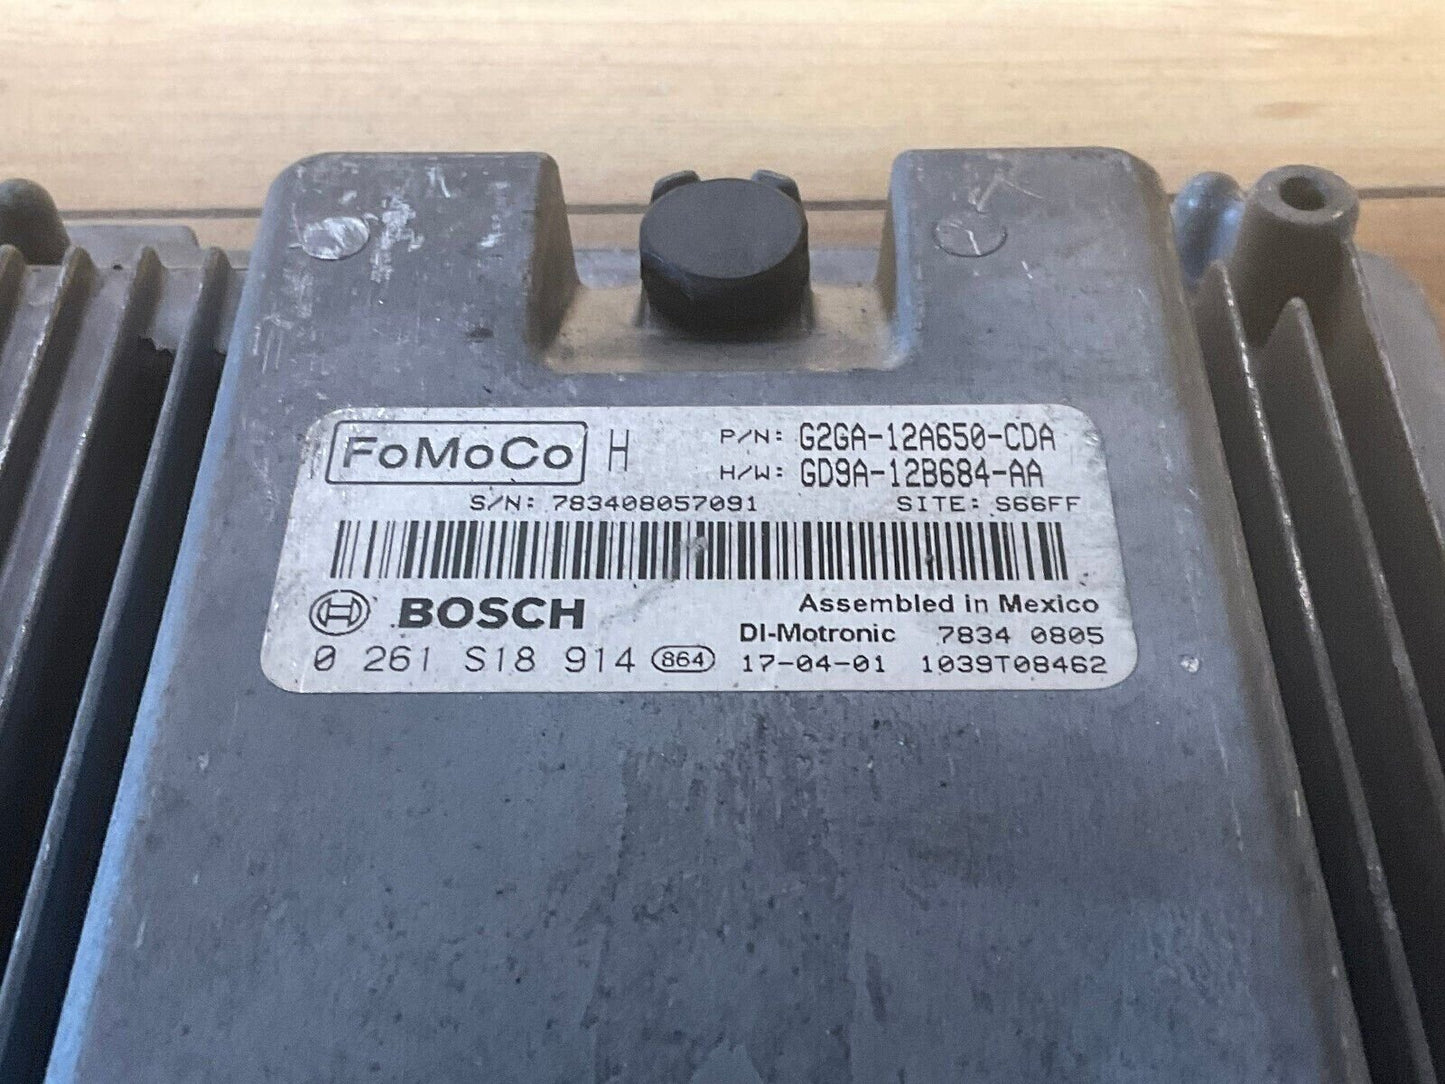 FoMoCo H P/N: G2GA-12A650-CDA
H/W: GD9A-12B684-AA
S/N: 783408057091 SITE: S66FF
BOSCH Assembled in Mexico
DI-Motronic 7834 0805
0 261 S18 914 864 17-04-01 1039T08462